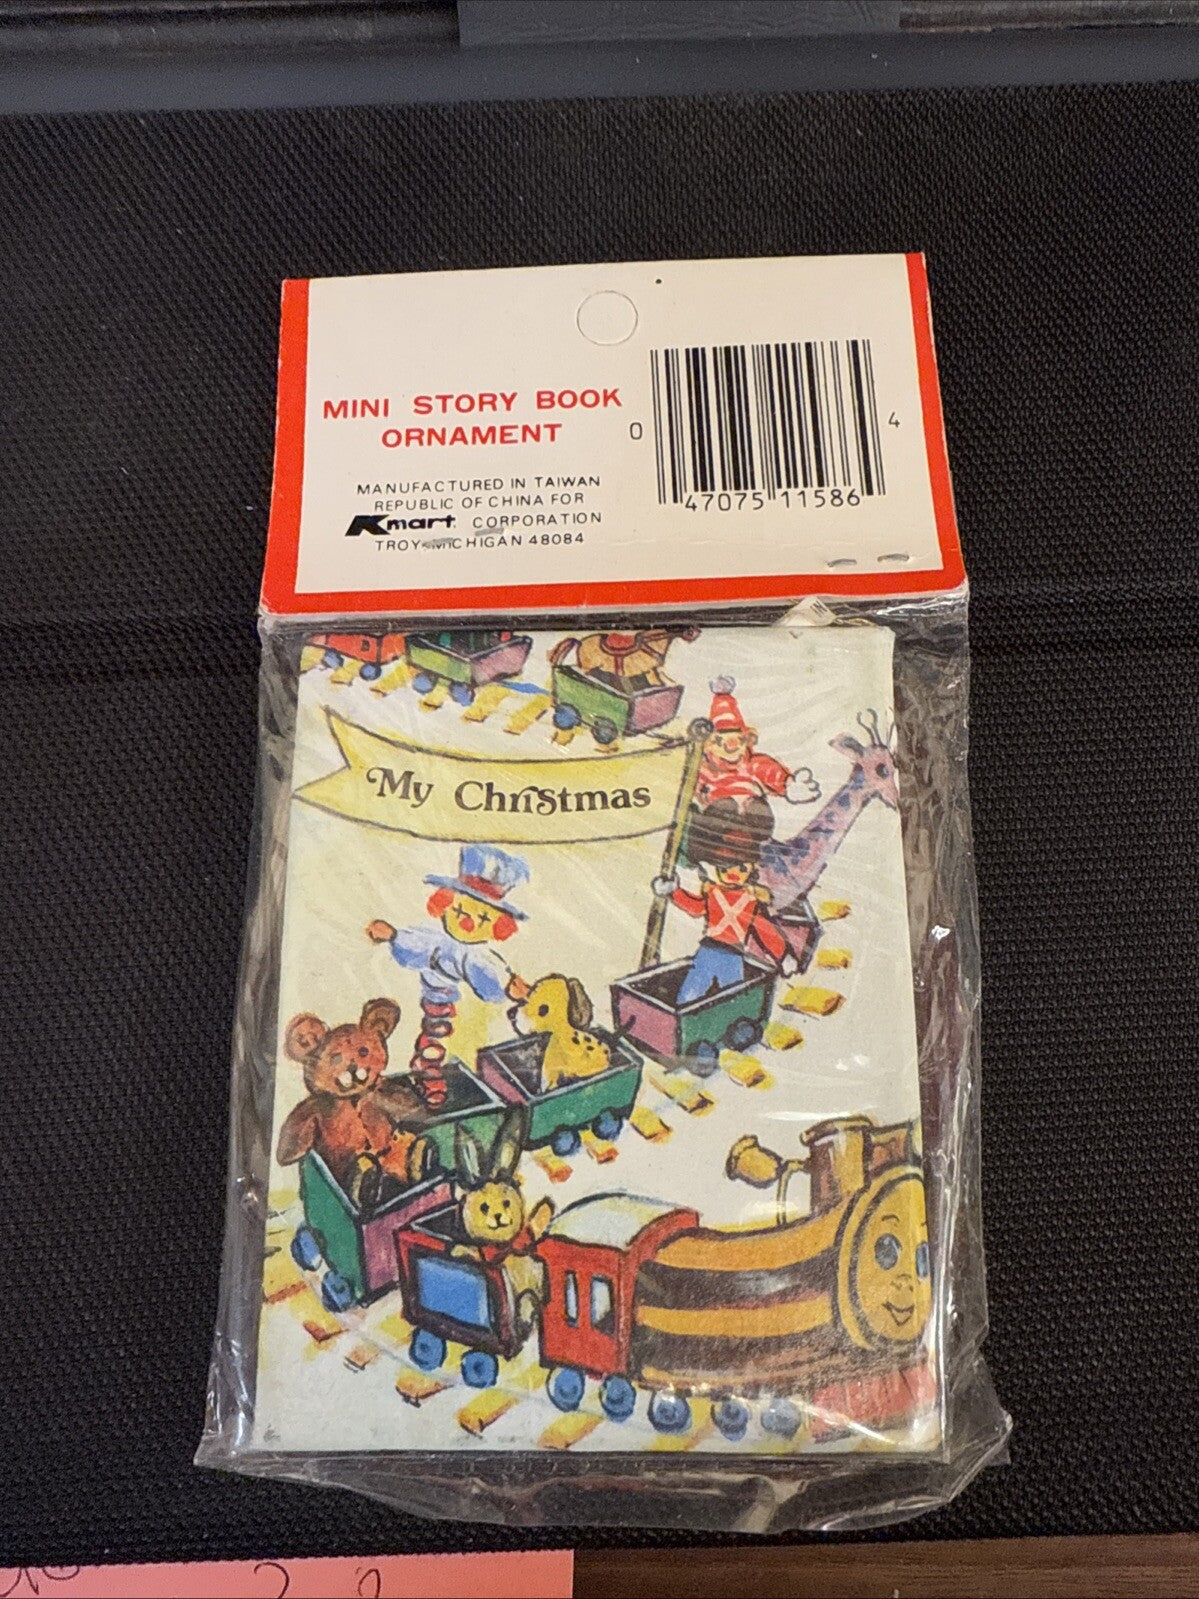 MINI STORY BOOK
ORNAMENT
MANUFACTURED IN TAIWAN
REPUBLIC OF CHINA FOR
Kmart CORPORATION
TROY MICHIGAN 48084
0 47075 11586 4
My Christmas